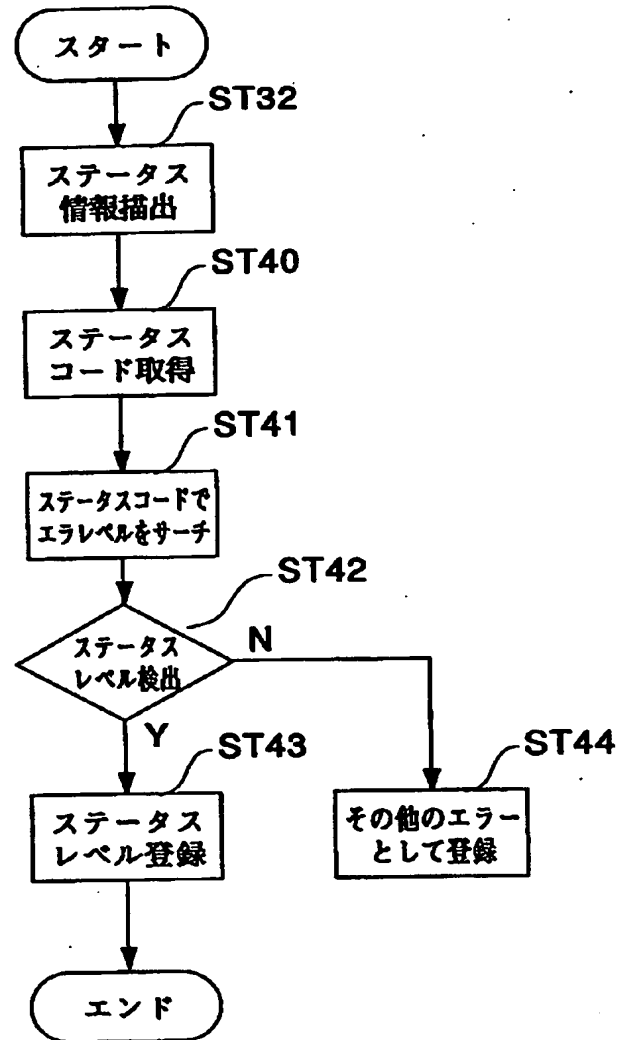 スタート
ST32
ステータス
情報描出
ST40
ステータス
コード取得
ST41
ステータスコードで
エラレベルをサーチ
ST42
ステータス
レベル検出
N
Y
ST43
ステータス
レベル登録
ST44
その他のエラー
として登録
エンド